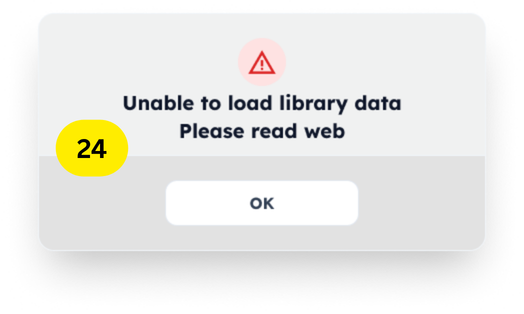 Unable to load library data
Please read web
24
OK